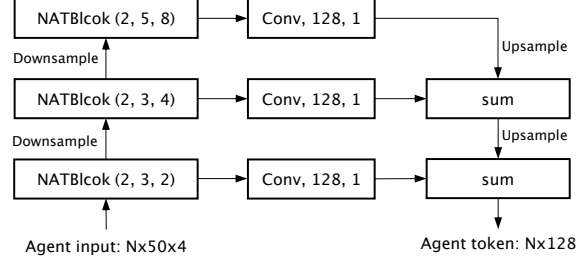 NATBlcok (2, 5, 8)
Conv, 128, 1
Downsample
Upsample
NATBlcok (2, 3, 4)
Conv, 128, 1
sum
Downsample
Upsample
NATBlcok (2, 3, 2)
Conv, 128, 1
sum
Agent input: Nx50x4
Agent token: Nx128